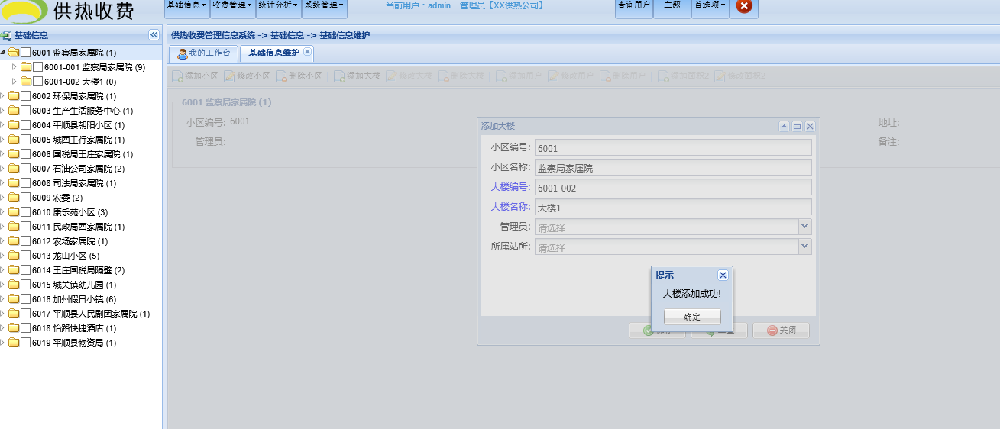 供热收费
基础信息 收费管理 统计分析 系统管理
当前用户：admin 管理员【XX供热公司】
查询用户 主题 首选项
基础信息
供热收费管理信息系统 -> 基础信息 -> 基础信息维护
我的工作台 基础信息维护
添加小区 修改小区 删除小区 添加大楼 修改大楼 删除大楼 添加用户 修改用户 删除用户 添加面积2 修改面积2
6001 监察局家属院 (1)
6001-001 监察局家属院 (9)
6001-002 大楼1 (0)
6002 环保局家属院 (1)
6003 生产生活服务中心 (1)
6004 平顺县朝阳小区 (1)
6005 城西工行家属院 (1)
6006 国税局王庄家属院 (1)
6007 石油公司家属院 (2)
6008 司法局家属院 (1)
6009 农委 (2)
6010 康乐苑小区 (3)
6011 民政局西家属院 (1)
6012 农场家属院 (1)
6013 龙山小区 (5)
6014 王庄国税局隔壁 (2)
6015 城关镇幼儿园 (1)
6016 加州假日小镇 (6)
6017 平顺县人民剧团家属院 (1)
6018 怡路快捷酒店 (1)
6019 平顺县物资局 (1)
6001 监察局家属院 (1)
小区编号: 6001
管理员:
地址:
备注:
添加大楼
小区编号: 6001
小区名称: 监察局家属院
大楼编号: 6001-002
大楼名称: 大楼1
管理员: 请选择
所属站所: 请选择
提示
大楼添加成功!
确定
关闭